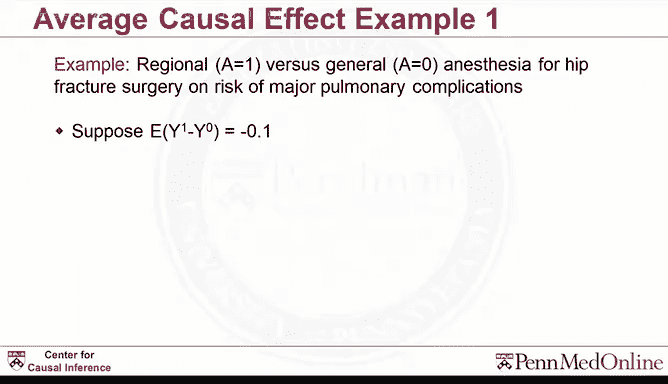 Average Causal Effect Example 1
Example: Regional (A=1) versus general (A=0) anesthesia for hip
fracture surgery on risk of major pulmonary complications
◆ Suppose E(Y¹-Y⁰) = -0.1
Center for
Causal Inference
PennMedOnline